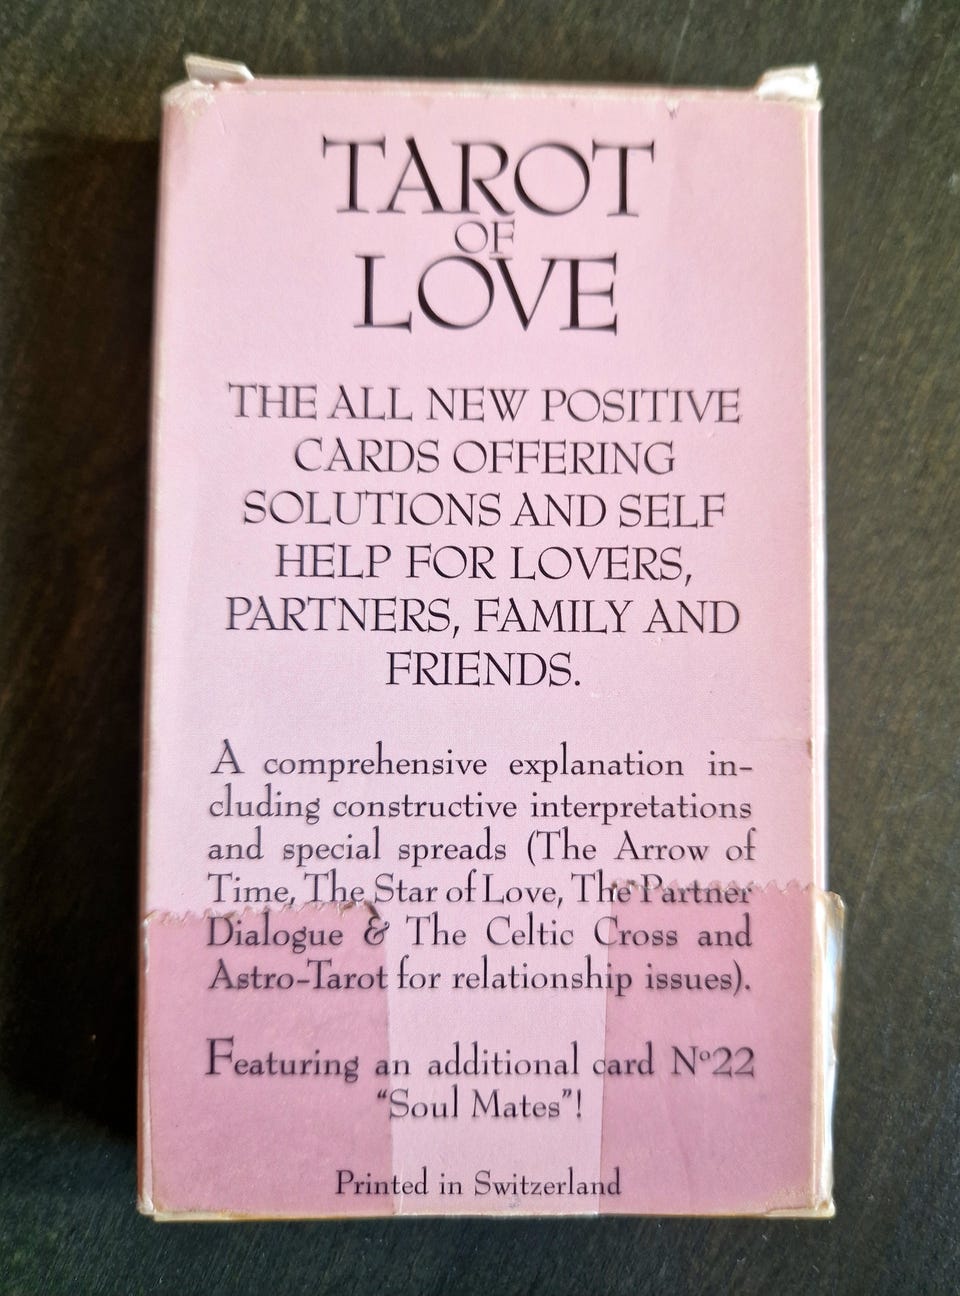 TAROT
OF
LOVE
THE ALL NEW POSITIVE
CARDS OFFERING
SOLUTIONS AND SELF
HELP FOR LOVERS,
PARTNERS, FAMILY AND
FRIENDS.
A comprehensive explanation in-
cluding constructive interpretations
and special spreads (The Arrow of
Time, The Star of Love, The Partner
Dialogue & The Celtic Cross and
Astro-Tarot for relationship issues).
Featuring an additional card Nº22
“Soul Mates”!
Printed in Switzerland